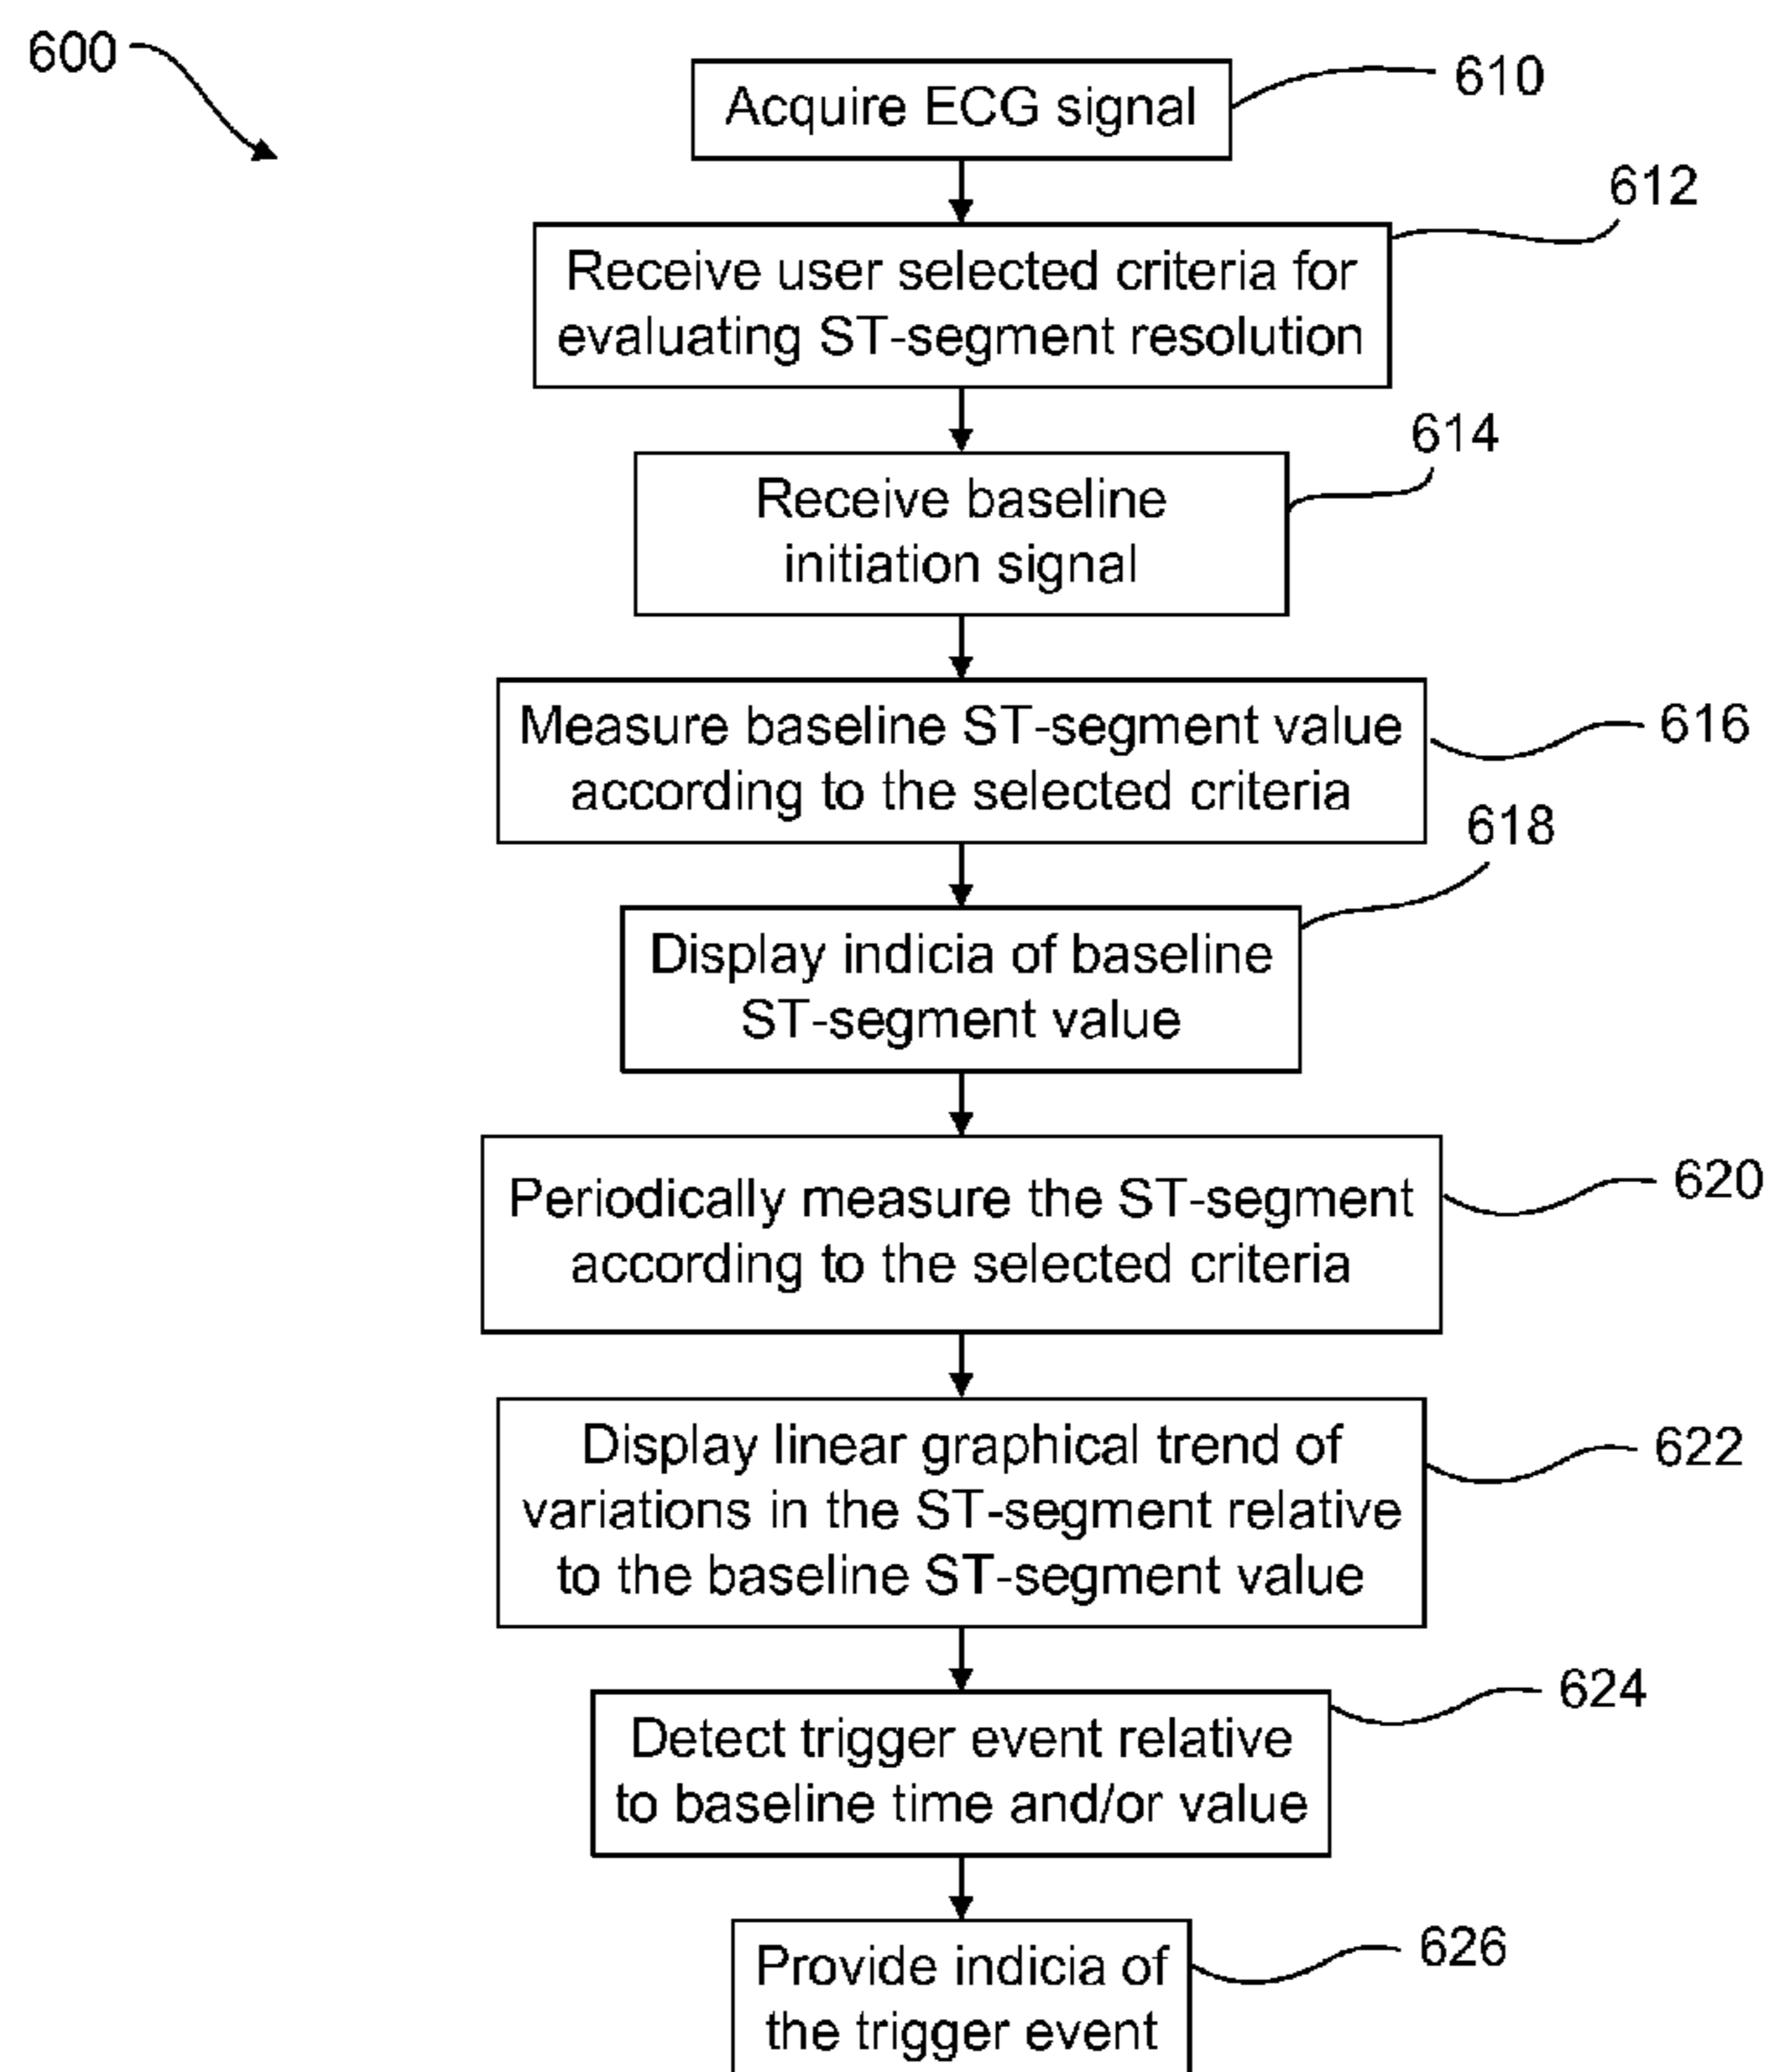 600
Acquire ECG signal
610
612
Receive user selected criteria for
evaluating ST-segment resolution
614
Receive baseline
initiation signal
Measure baseline ST-segment value
according to the selected criteria
616
618
Display indicia of baseline
ST-segment value
Periodically measure the ST-segment
according to the selected criteria
620
Display linear graphical trend of
variations in the ST-segment relative
to the baseline ST-segment value
622
624
Detect trigger event relative
to baseline time and/or value
Provide indicia of
the trigger event
626